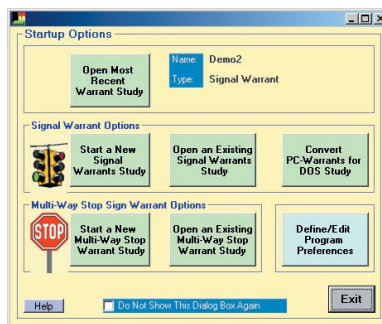 Startup Options
Open Most
Recent
Warrant Study
Name: Demo2
Type: Signal Warrant
Signal Warrant Options
Start a New
Signal
Warrants Study
Open an Existing
Signal Warrants
Study
Convert
PC-Warrants for
DOS Study
Multi-Way Stop Sign Warrant Options
STOP
Start a New
Multi-Way Stop
Warrant Study
Open an Existing
Multi-Way Stop
Warrant Study
Define/Edit
Program
Preferences
Help
Do Not Show This Dialog Box Again
Exit